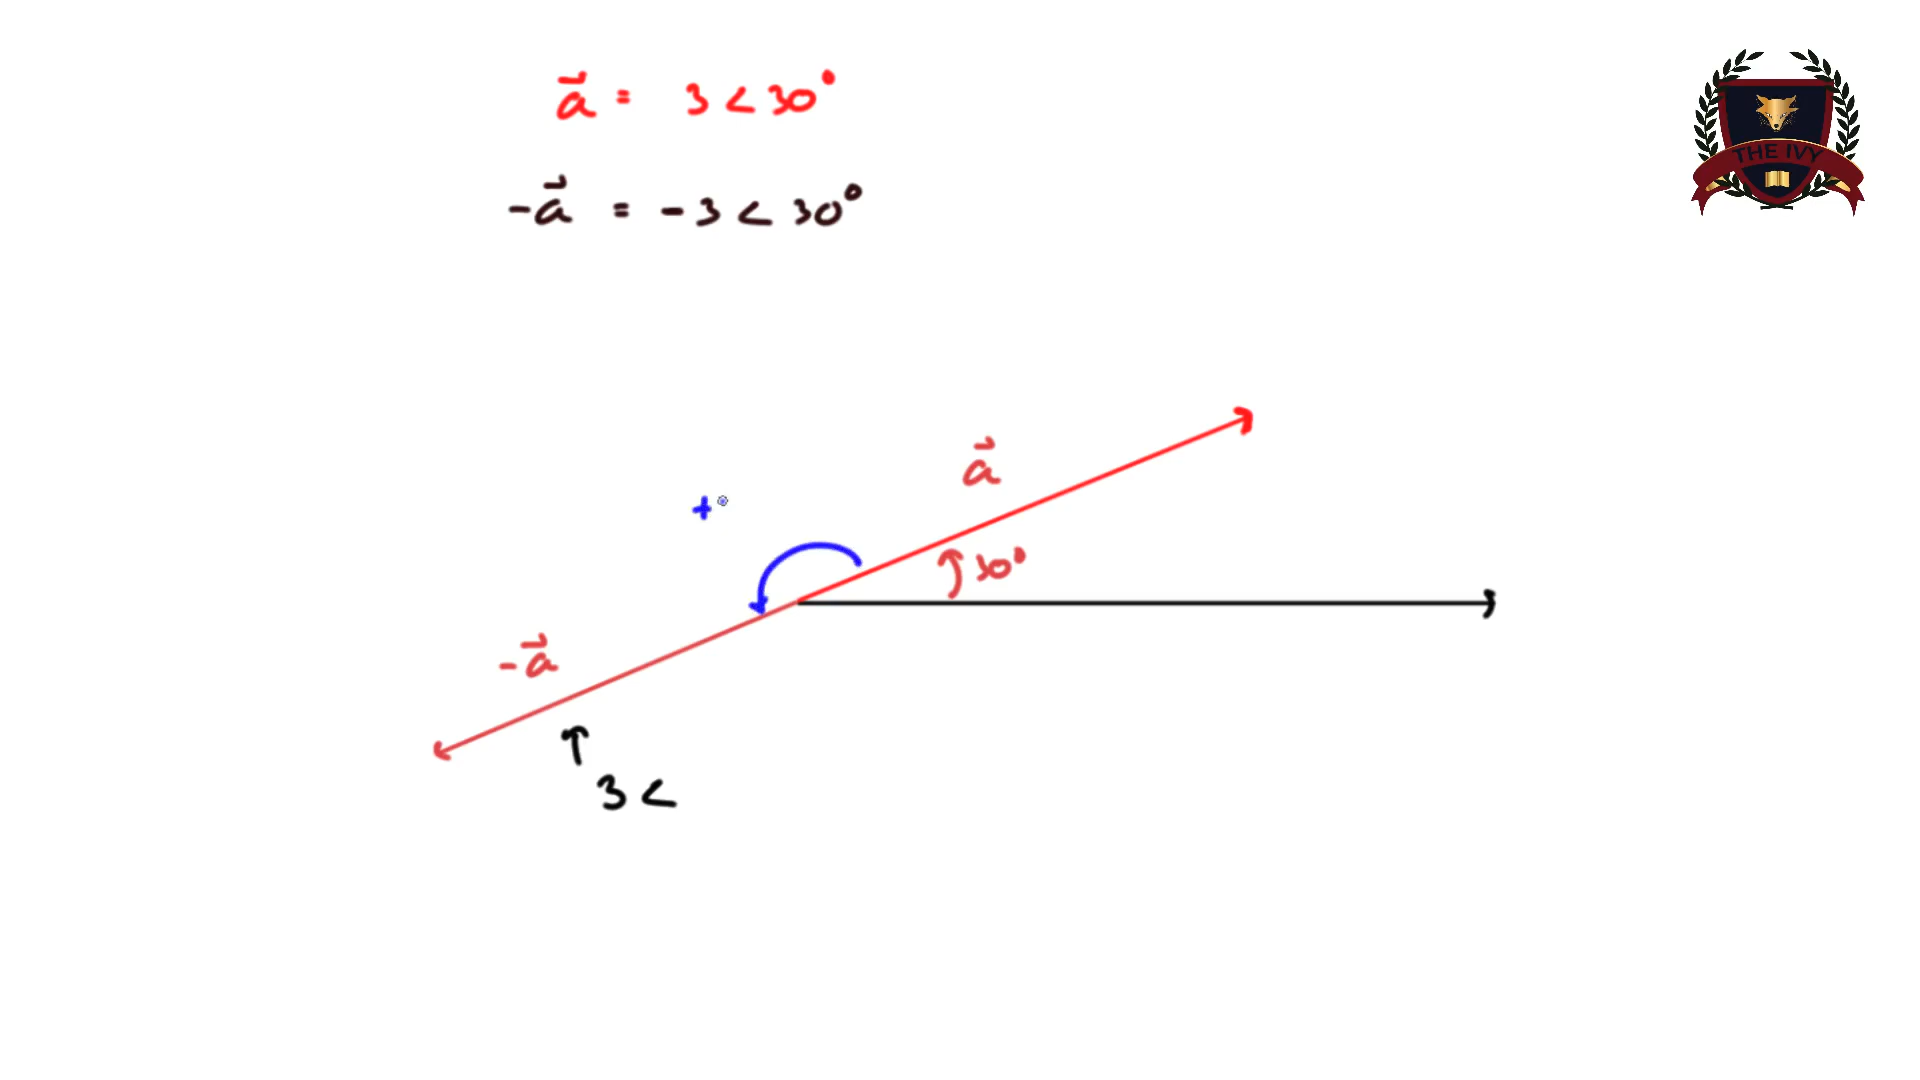 a⃗ = 3 < 30°
THE IVY
-a⃗ = -3 < 30°
a⃗
+
30°
-a⃗
3 <